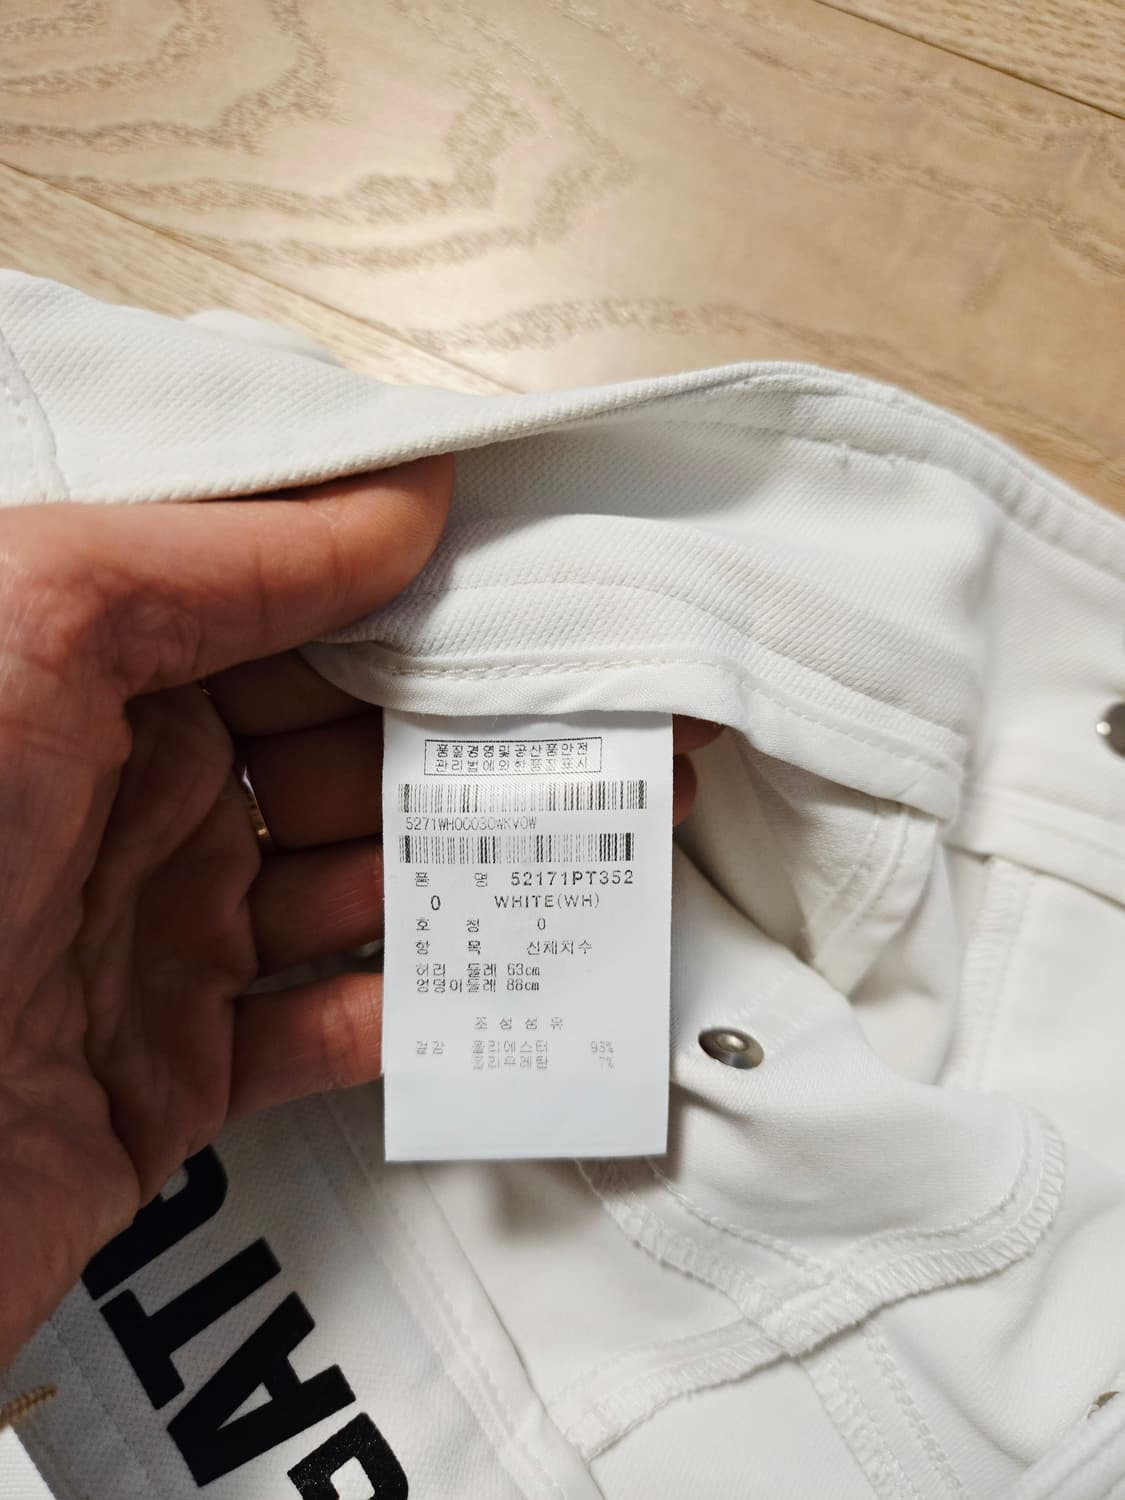 품질경영및공산품안전
관리법에의한품질표시
품 명 52171PT352
0 WHITE(WH)
호 칭 0
항 목 신체치수
허리 둘레 63cm
엉덩이둘레 88cm
조 성 섬 유
겉감 폴리에스터 93%
폴리우레탄 7%